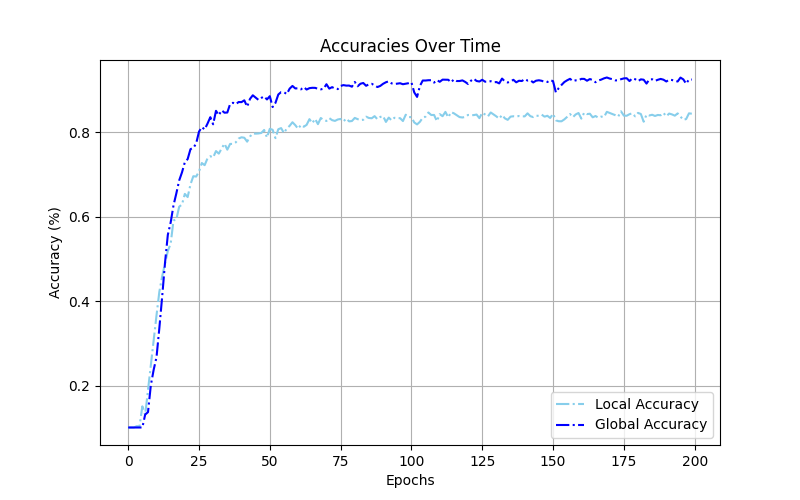 Accuracies Over Time
Accuracy (%)
0.8
0.6
0.4
0.2
0 25 50 75 100 125 150 175 200
Epochs
Local Accuracy
Global Accuracy